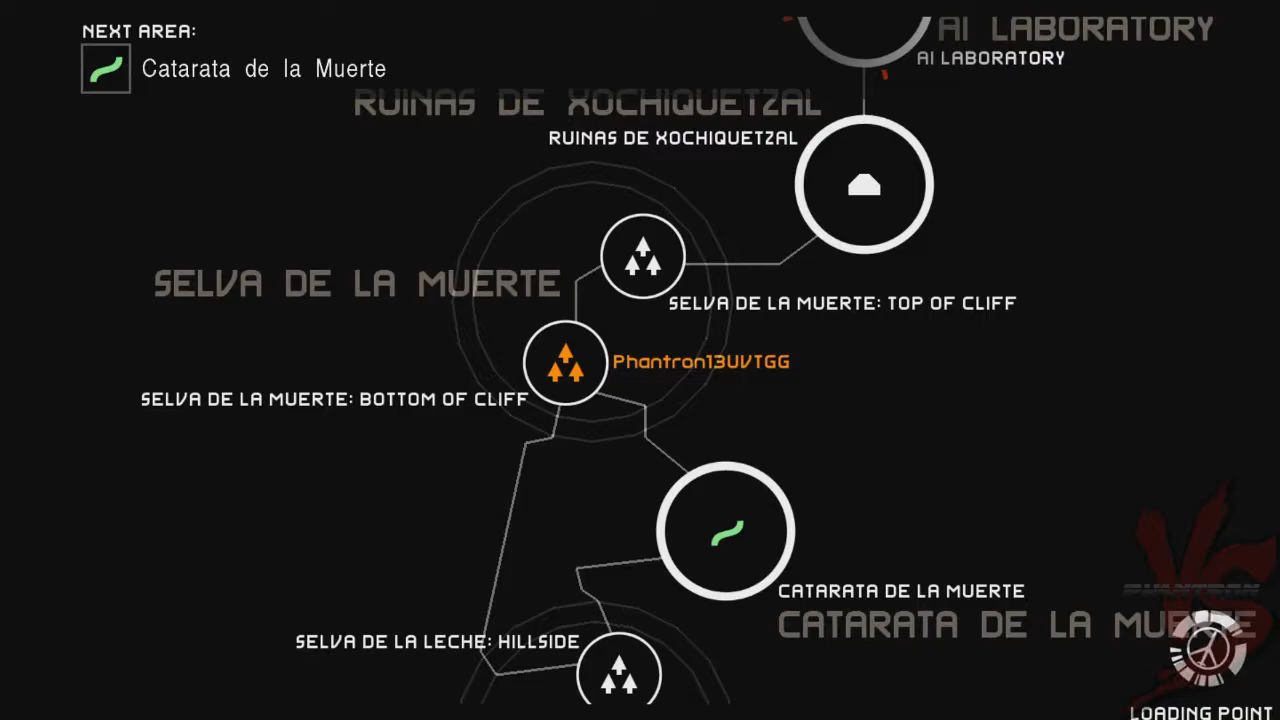 NEXT AREA:
Catarata de la Muerte
AI LABORATORY
AI LABORATORY
RUINAS DE XOCHIQUETZAL
RUINAS DE XOCHIQUETZAL
SELVA DE LA MUERTE
SELVA DE LA MUERTE: TOP OF CLIFF
Phantron13UVTGG
SELVA DE LA MUERTE: BOTTOM OF CLIFF
CATARATA DE LA MUERTE
PHANTRON
CATARATA DE LA MUERTE
SELVA DE LA LECHE: HILLSIDE
LOADING POINT